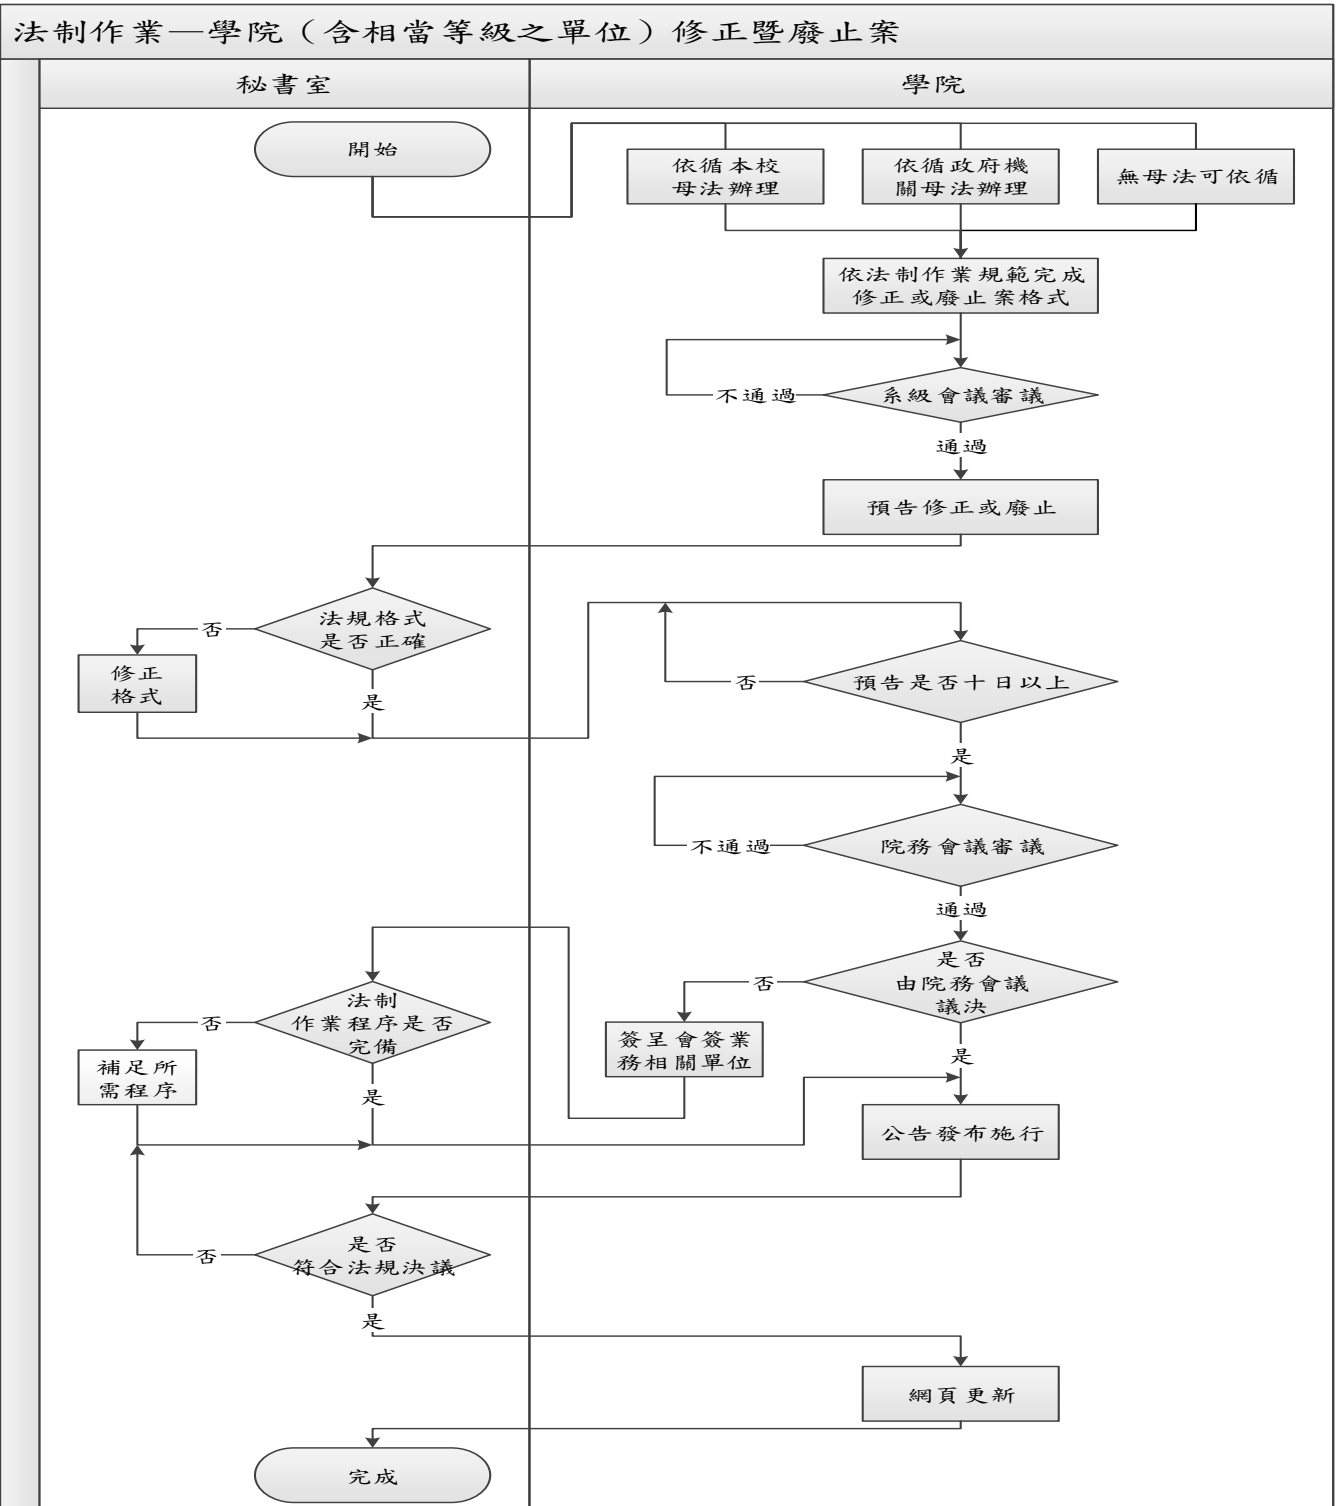 法制作業—學院（含相當等級之單位）修正暨廢止案
秘書室
學院
開始
依循本校
母法辦理
依循政府機
關母法辦理
無母法可依循
依法制作業規範完成
修正或廢止案格式
不通過
系級會議審議
通過
預告修正或廢止
法規格式
是否正確
否
修正
格式
是
預告是否十日以上
否
是
不通過
院務會議審議
通過
是否
由院務會議
議決
否
簽呈會簽業
務相關單位
是
法制
作業程序是否
完備
否
補足所
需程序
是
公告發布施行
是否
符合法規決議
否
是
網頁更新
完成